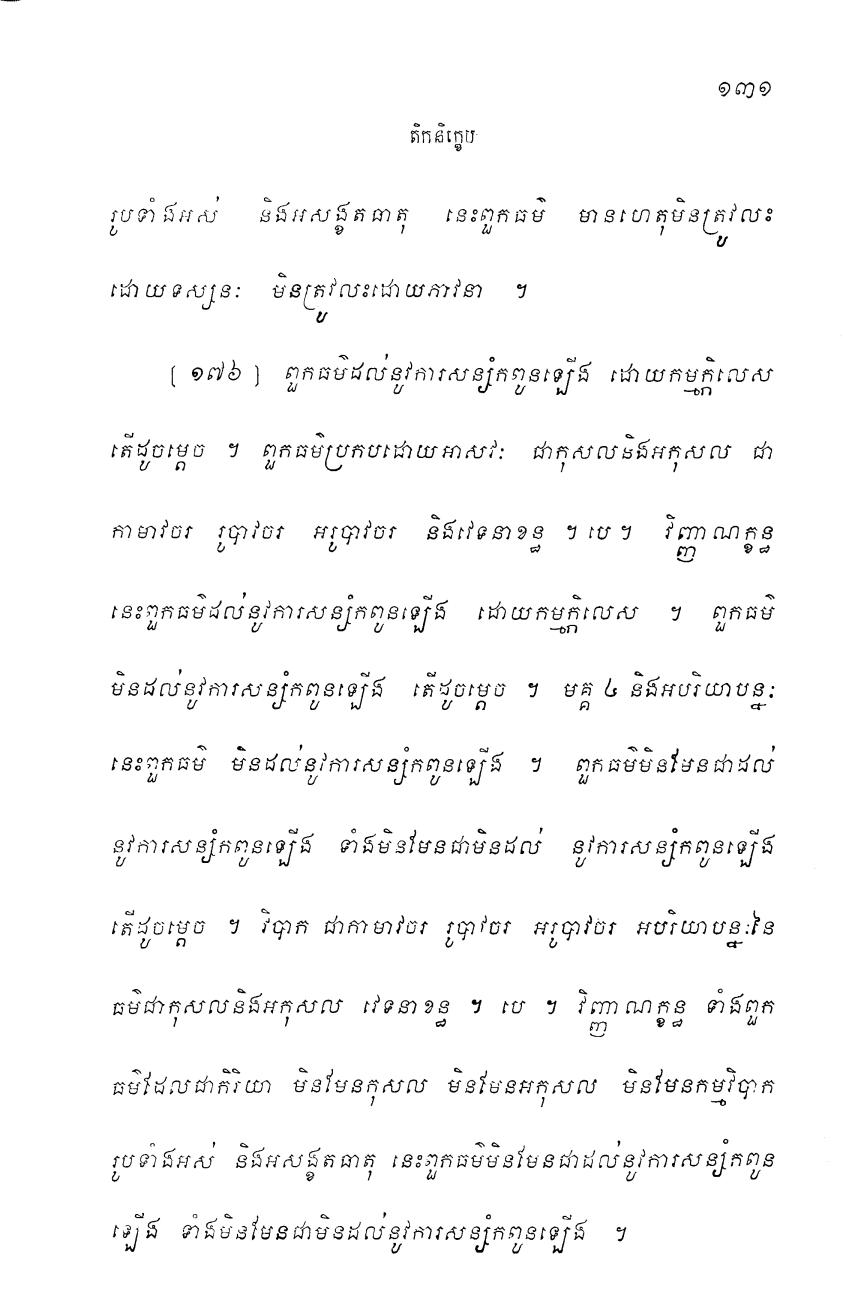 ១៣១
តិកនិក្ខេប
រូបទាំងអស់ និងអសង្ខតធាតុ នេះពួកធម៌ មានហេតុមិនត្រូវលះ
ដោយទស្សនៈ មិនត្រូវលះដោយភាវនា ។
[ ១៧៦ ] ពួកធម៌ដល់នូវការសន្សំកពូនឡើង ដោយកម្មក្តិលេស
តើដូចម្តេច ។ ពួកធម៌ប្រកបដោយអាសវៈ ជាកុសលនិងអកុសល ជា
កាមាវចរ រូបាវចរ អរូបាវចរ និងវេទនាខន្ធ ។ បេ ។ វិញ្ញាណក្ខន្ធ
នេះពួកធម៌ដល់នូវការសន្សំកពូនឡើង ដោយកម្មក្តិលេស ។ ពួកធម៌
មិនដល់នូវការសន្សំកពូនឡើង តើដូចម្តេច ។ មគ្គ ៤ និងអបរិយាបន្នៈ
នេះពួកធម៌ មិនដល់នូវការសន្សំកពូនឡើង ។ ពួកធម៌មិនមែនជាដល់
នូវការសន្សំកពូនឡើង ទាំងមិនមែនជាមិនដល់ នូវការសន្សំកពូនឡើង
តើដូចម្តេច ។ វិបាក ជាកាមាវចរ រូបាវចរ អរូបាវចរ អបរិយាបន្នៈនៃ
ធម៌ជាកុសលនិងអកុសល វេទនាខន្ធ ។ បេ ។ វិញ្ញាណក្ខន្ធ ទាំងពួក
ធម៌ដែលជាកិរិយា មិនមែនកុសល មិនមែនអកុសល មិនមែនកម្មវិបាក
រូបទាំងអស់ និងអសង្ខតធាតុ នេះពួកធម៌មិនមែនជាដល់នូវការសន្សំកពូន
ឡើង ទាំងមិនមែនជាមិនដល់នូវការសន្សំកពូនឡើង ។